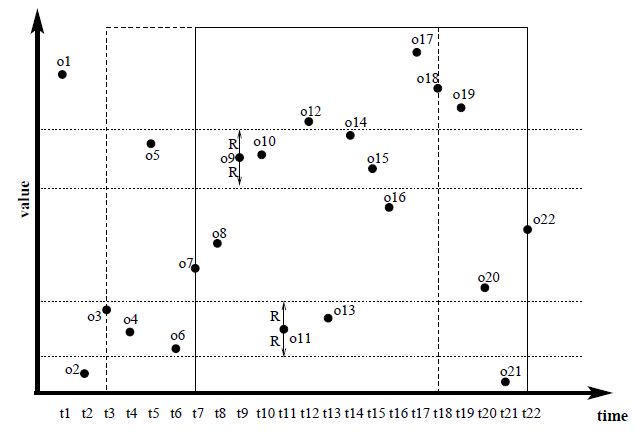 o17
o1
o18
o19
o12
o14
o5
R
o9
o10
R
o15
o16
value
o22
o8
o7
o20
o3
o4
R
o13
R
o11
o6
o2
o21
t1 t2 t3 t4 t5 t6 t7 t8 t9 t10 t11 t12 t13 t14 t15 t16 t17 t18 t19 t20 t21 t22
time